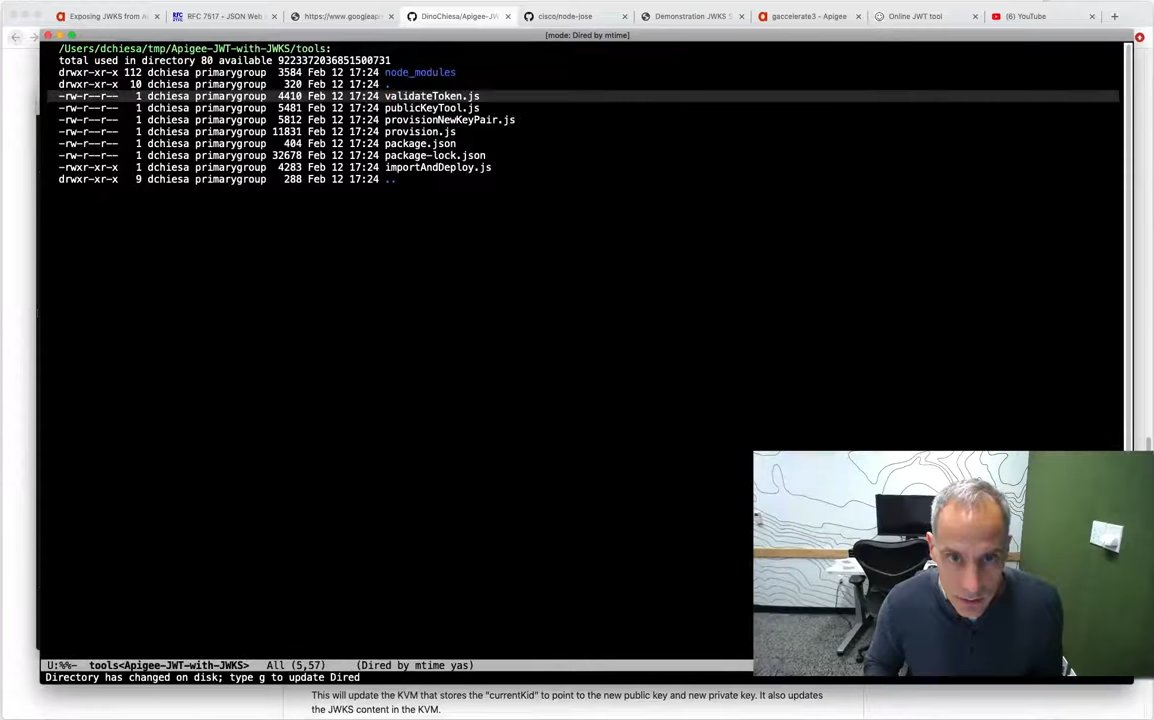 Exposing JWKS from A
RFC 7517 - JSON Web
https://www.googleap
DinoChiesa/Apigee-JW
cisco/node-jose
Demonstration JWKS S
gaccelerate3 - Apigee
Online JWT tool
(6) YouTube
[mode: Dired by mtime]
/Users/dchiesa/tmp/Apigee-JWT-with-JWKS/tools:
total used in directory 80 available 9223372036851500731
drwxr-xr-x 112 dchiesa primarygroup 3584 Feb 12 17:24 node_modules
drwxr-xr-x 10 dchiesa primarygroup 320 Feb 12 17:24 .
-rw-r--r-- 1 dchiesa primarygroup 4410 Feb 12 17:24 validateToken.js
-rw-r--r-- 1 dchiesa primarygroup 5481 Feb 12 17:24 publicKeyTool.js
-rw-r--r-- 1 dchiesa primarygroup 5812 Feb 12 17:24 provisionNewKeyPair.js
-rw-r--r-- 1 dchiesa primarygroup 11831 Feb 12 17:24 provision.js
-rw-r--r-- 1 dchiesa primarygroup 404 Feb 12 17:24 package.json
-rw-r--r-- 1 dchiesa primarygroup 32678 Feb 12 17:24 package-lock.json
-rwxr-xr-x 1 dchiesa primarygroup 4283 Feb 12 17:24 importAndDeploy.js
drwxr-xr-x 9 dchiesa primarygroup 288 Feb 12 17:24 ..
U:%%- tools<Apigee-JWT-with-JWKS> All (5,57) (Dired by mtime yas)
Directory has changed on disk; type g to update Dired
This will update the KVM that stores the "currentKid" to point to the new public key and new private key. It also updates
the JWKS content in the KVM.